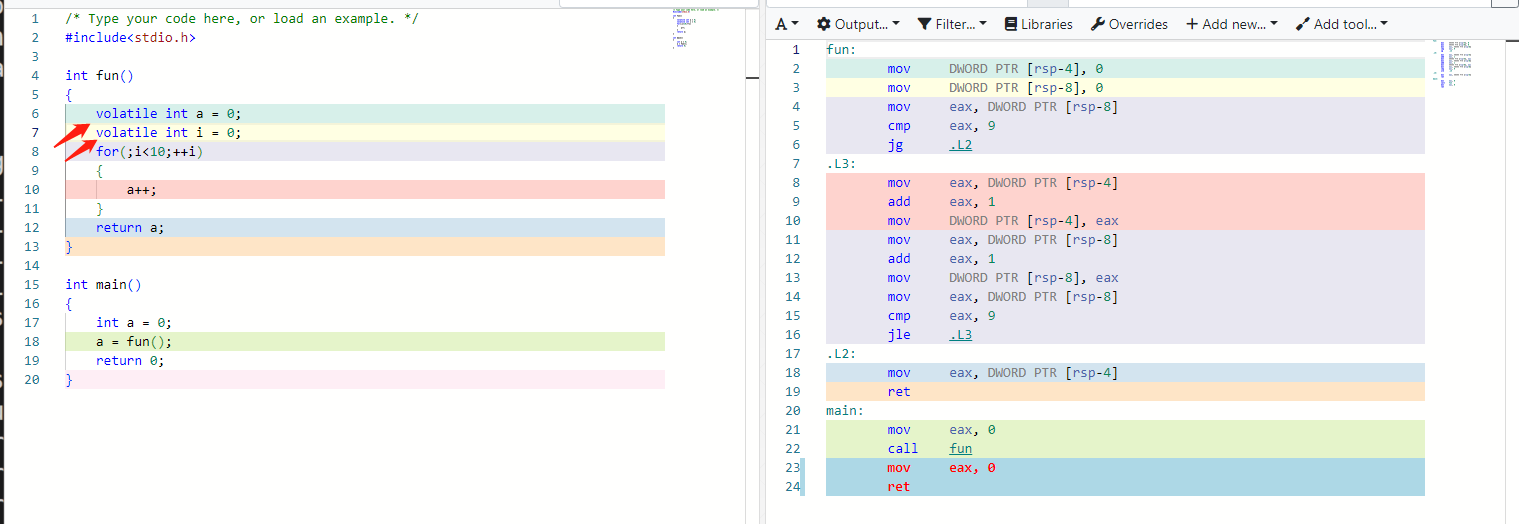 /* Type your code here, or load an example. */
#include<stdio.h>
int fun()
{
volatile int a = 0;
volatile int i = 0;
for(;i<10;++i)
{
a++;
}
return a;
}
int main()
{
int a = 0;
a = fun();
return 0;
}
1
2
3
4
5
6
7
8
9
10
11
12
13
14
15
16
17
18
19
20
A Output... Filter... Libraries Overrides + Add new... Add tool...
1 fun:
2 mov DWORD PTR [rsp-4], 0
3 mov DWORD PTR [rsp-8], 0
4 mov eax, DWORD PTR [rsp-8]
5 cmp eax, 9
6 jg .L2
7 .L3:
8 mov eax, DWORD PTR [rsp-4]
9 add eax, 1
10 mov DWORD PTR [rsp-4], eax
11 mov eax, DWORD PTR [rsp-8]
12 add eax, 1
13 mov DWORD PTR [rsp-8], eax
14 mov eax, DWORD PTR [rsp-8]
15 cmp eax, 9
16 jle .L3
17 .L2:
18 mov eax, DWORD PTR [rsp-4]
19 ret
20 main:
21 mov eax, 0
22 call fun
23 mov eax, 0
24 ret